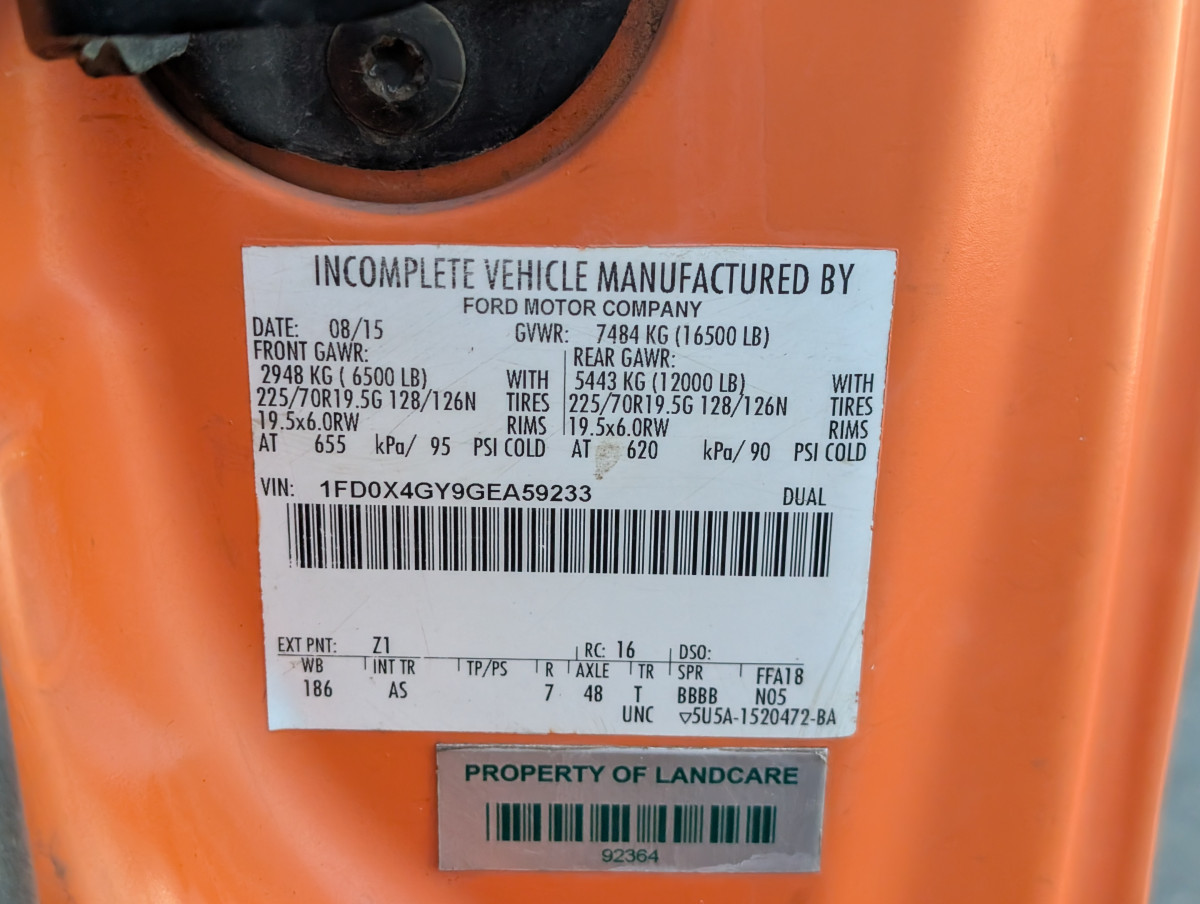 INCOMPLETE VEHICLE MANUFACTURED BY
FORD MOTOR COMPANY
DATE: 08/15 GVWR: 7484 KG (16500 LB)
FRONT GAWR: REAR GAWR:
2948 KG ( 6500 LB) WITH 5443 KG (12000 LB) WITH
225/70R19.5G 128/126N TIRES 225/70R19.5G 128/126N TIRES
19.5x6.0RW RIMS 19.5x6.0RW RIMS
AT 655 kPa/ 95 PSI COLD AT 620 kPa/ 90 PSI COLD
VIN: 1FD0X4GY9GEA59233 DUAL
EXT PNT: Z1 RC: 16 DSO:
WB INT TR TP/PS R AXLE TR SPR FFA18
186 AS 7 48 T BBBB N05
UNC ▽5U5A-1520472-BA
PROPERTY OF LANDCARE
92364